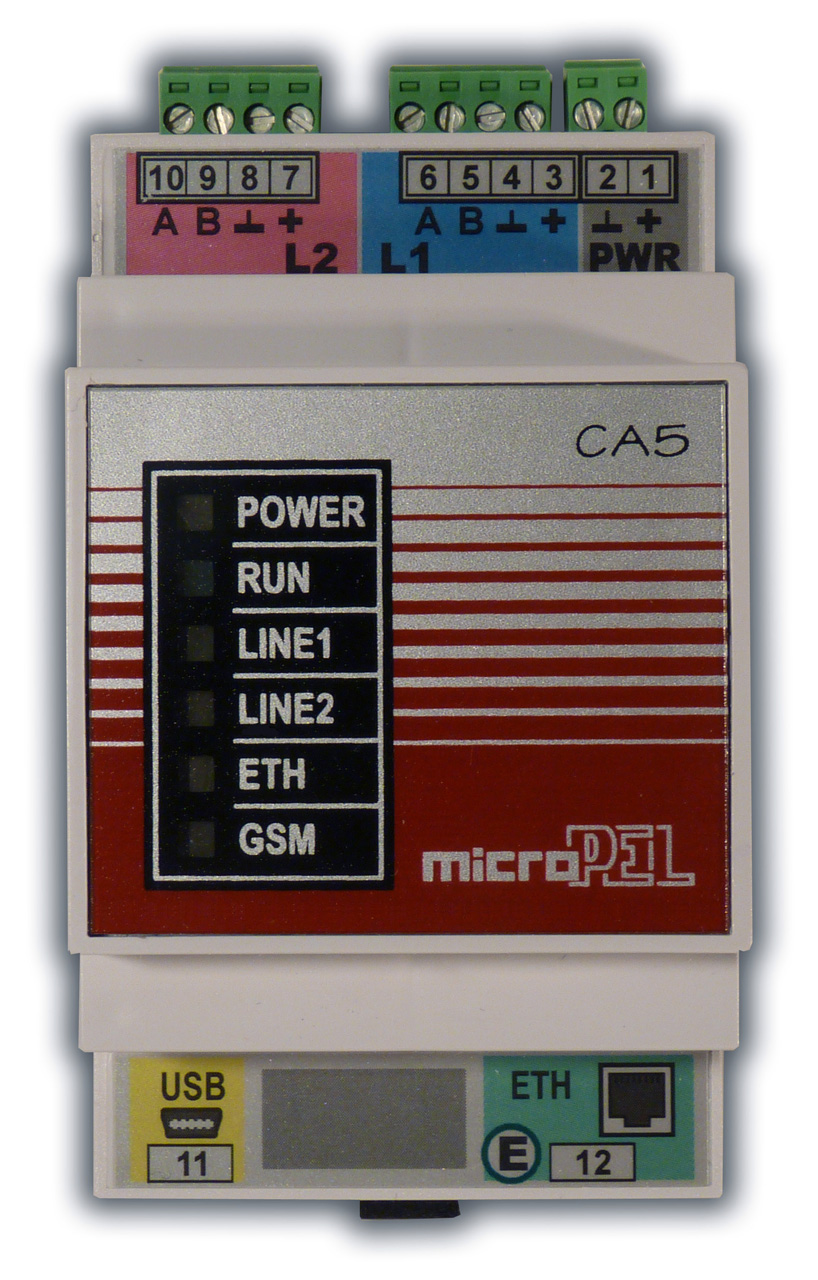 10 9 8 7 6 5 4 3 2 1
A B ⊥ + A B ⊥ + ⊥ +
L2 L1 PWR
CA5
POWER
RUN
LINE1
LINE2
ETH
GSM
microPEL
USB ETH
11 E 12